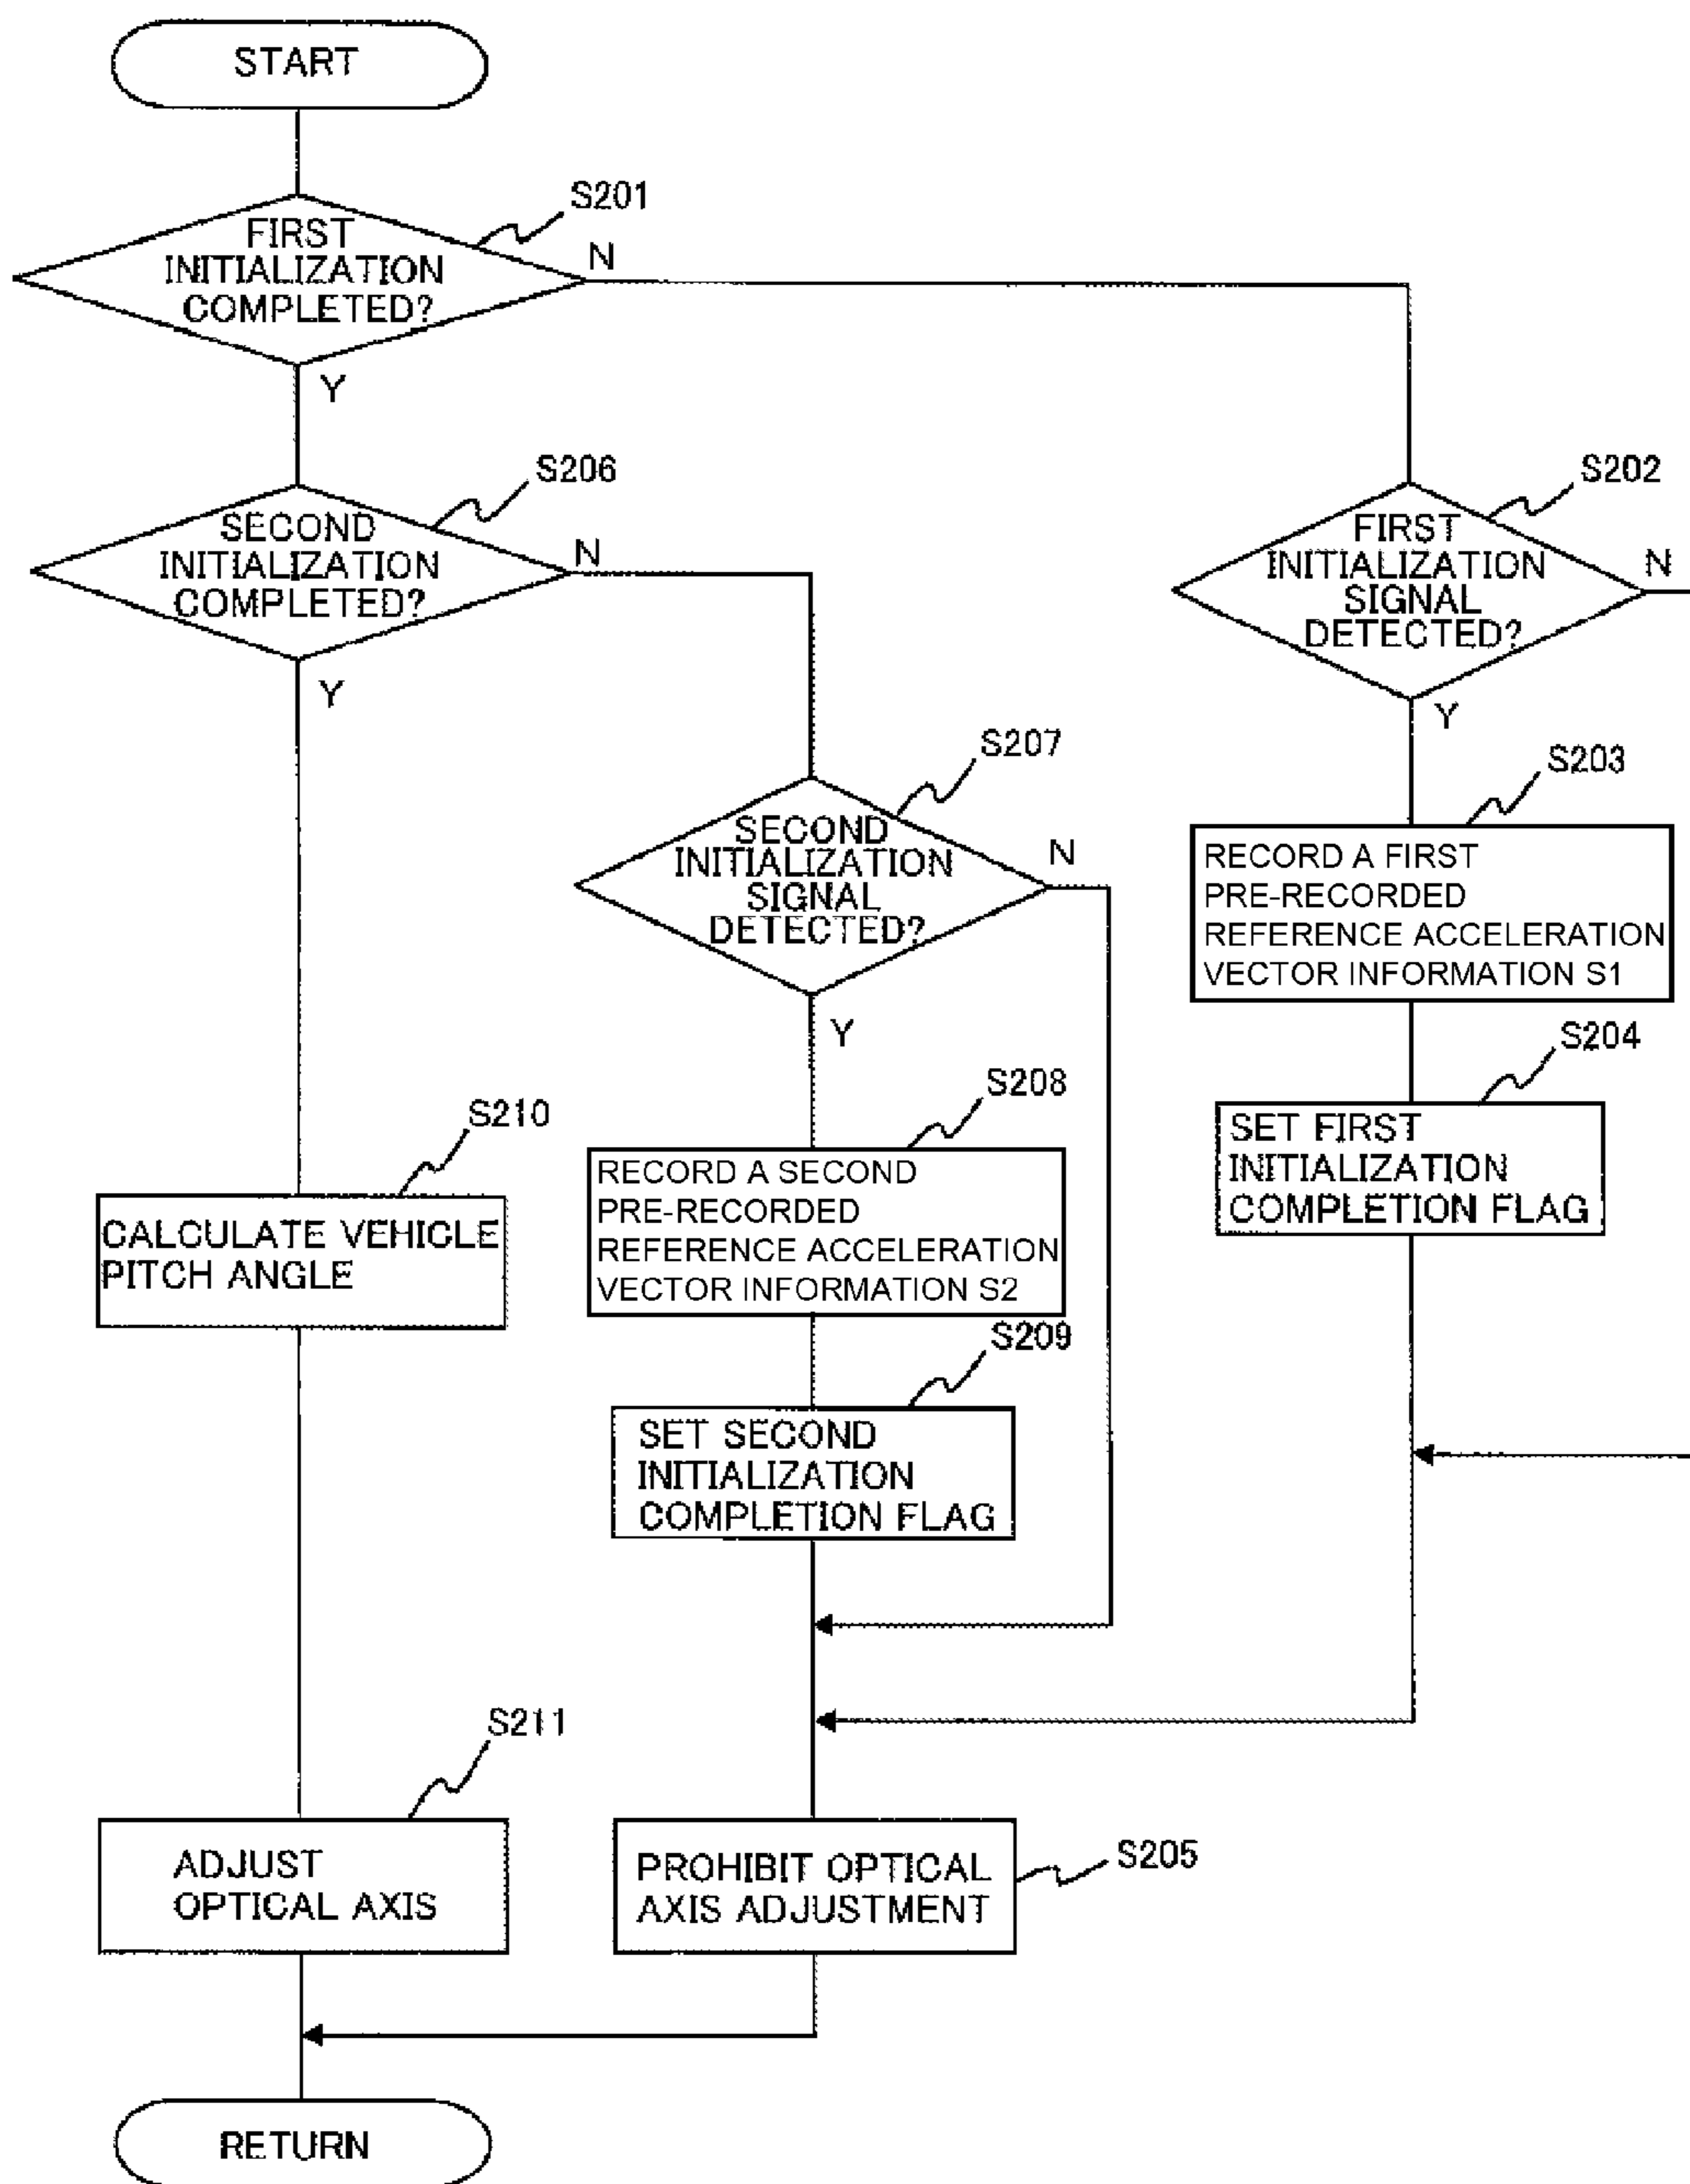 START
S201
FIRST
INITIALIZATION
COMPLETED?
N
Y
S206
SECOND
INITIALIZATION
COMPLETED?
N
Y
S202
FIRST
INITIALIZATION
SIGNAL
DETECTED?
N
Y
S207
SECOND
INITIALIZATION
SIGNAL
DETECTED?
N
Y
S203
RECORD A FIRST
PRE-RECORDED
REFERENCE ACCELERATION
VECTOR INFORMATION S1
S204
SET FIRST
INITIALIZATION
COMPLETION FLAG
S210
CALCULATE VEHICLE
PITCH ANGLE
S208
RECORD A SECOND
PRE-RECORDED
REFERENCE ACCELERATION
VECTOR INFORMATION S2
S209
SET SECOND
INITIALIZATION
COMPLETION FLAG
S211
ADJUST
OPTICAL AXIS
S205
PROHIBIT OPTICAL
AXIS ADJUSTMENT
RETURN